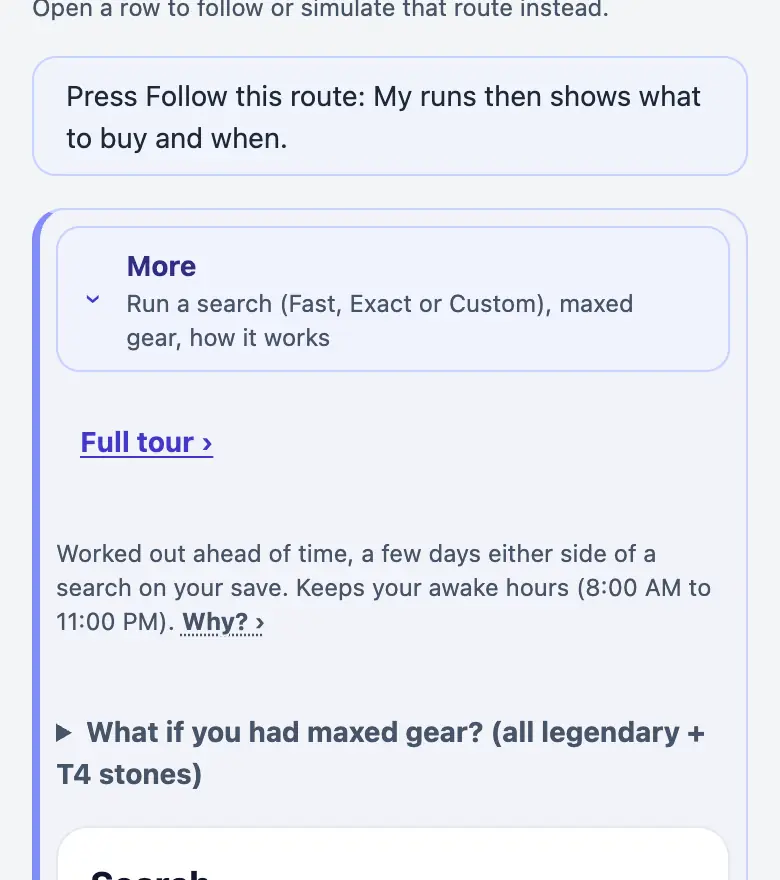 Open a row to follow or simulate that route instead.
Press Follow this route: My runs then shows what
to buy and when.
More
Run a search (Fast, Exact or Custom), maxed
gear, how it works
Full tour ›
Worked out ahead of time, a few days either side of a
search on your save. Keeps your awake hours (8:00 AM to
11:00 PM). Why? ›
▶ What if you had maxed gear? (all legendary +
T4 stones)
Search